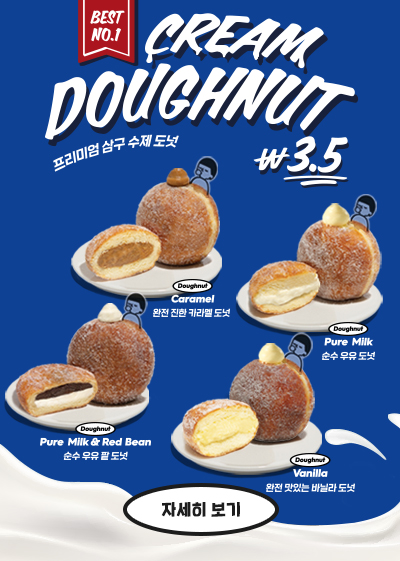 BEST
NO.1
CREAM
DOUGHNUT
프리미엄 삼구 수제 도넛
₩3.5
Doughnut
Caramel
완전 진한 카라멜 도넛
Doughnut
Pure Milk
순수 우유 도넛
Doughnut
Pure Milk & Red Bean
순수 우유 팥 도넛
Doughnut
Vanilla
완전 맛있는 바닐라 도넛
자세히 보기